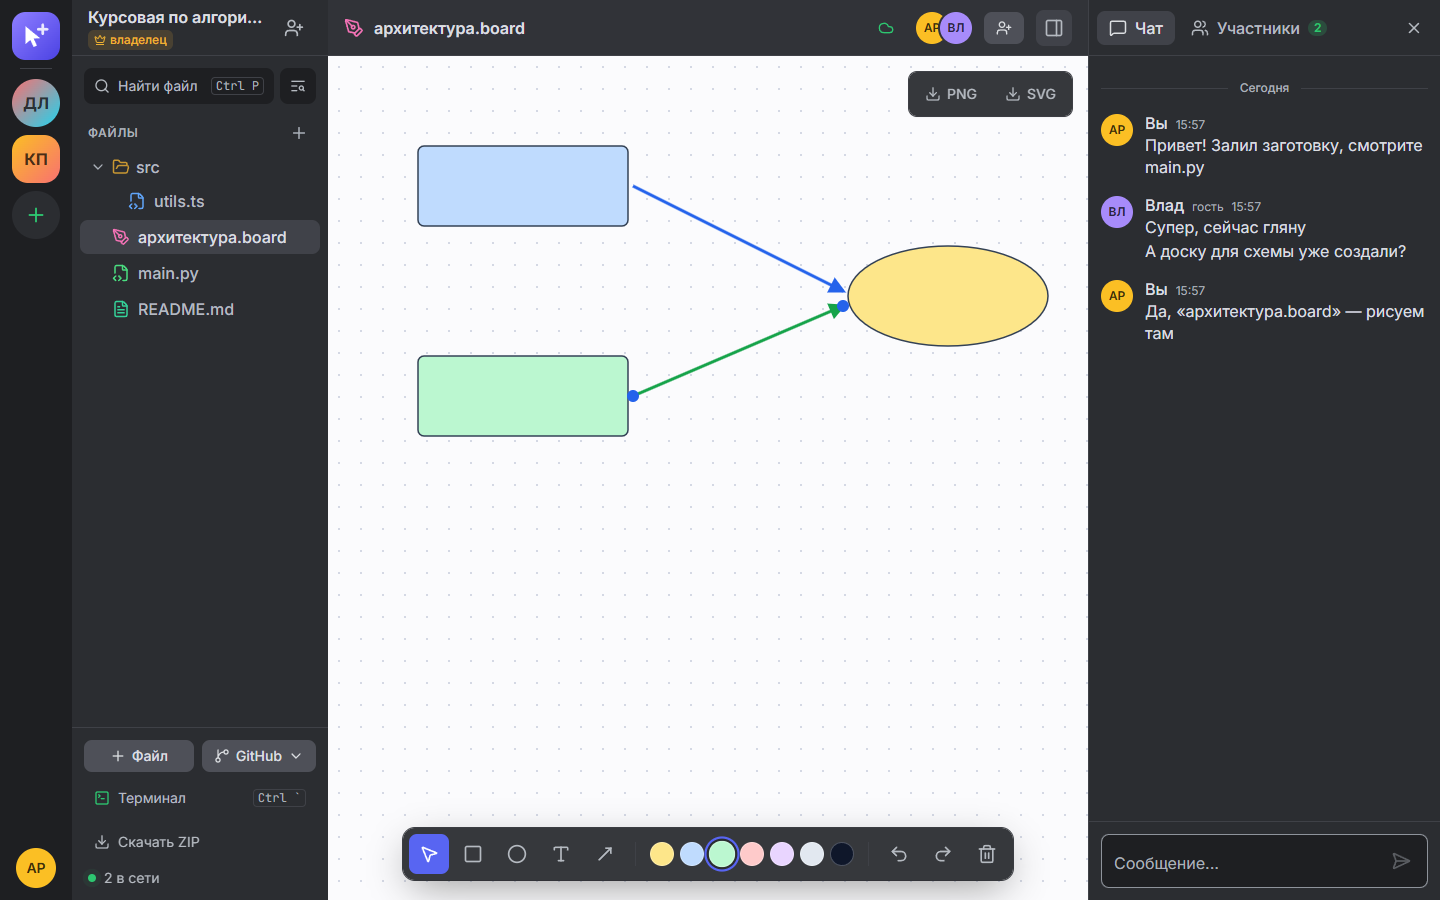 Курсовая по алгори...
владелец
архитектура.board
АР
ВЛ
Чат
Участники
2
ДЛ
КП
Найти файл
Ctrl P
ФАЙЛЫ
src
utils.ts
архитектура.board
main.py
README.md
PNG
SVG
Сегодня
АР
Вы 15:57
Привет! Залил заготовку, смотрите
main.py
ВЛ
Влад гость 15:57
Супер, сейчас гляну
А доску для схемы уже создали?
АР
Вы 15:57
Да, «архитектура.board» — рисуем
там
Файл
GitHub
Терминал
Ctrl `
Скачать ZIP
2 в сети
АР
Сообщение...